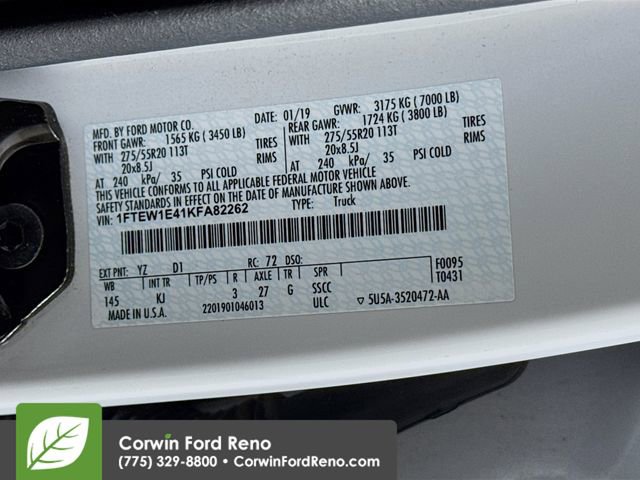 MFD. BY FORD MOTOR CO. DATE: 01/19 GVWR: 3175 KG ( 7000 LB)
FRONT GAWR: 1565 KG ( 3450 LB) REAR GAWR: 1724 KG ( 3800 LB)
WITH 275/55R20 113T TIRES WITH 275/55R20 113T TIRES
20x8.5J RIMS 20x8.5J RIMS
AT 240 kPa/ 35 PSI COLD AT 240 kPa/ 35 PSI COLD
THIS VEHICLE CONFORMS TO ALL APPLICABLE FEDERAL MOTOR VEHICLE
SAFETY STANDARDS IN EFFECT ON THE DATE OF MANUFACTURE SHOWN ABOVE.
VIN: 1FTEW1E41KFA82262 TYPE: Truck
F0095
T0431
EXT PNT: YZ D1 RC: 72 DSO:
WB INT TR TP/PS R AXLE TR SPR
145 KJ 3 27 G SSCC
MADE IN U.S.A. 2201901046013 ULC ▽ 5U5A-3520472-AA
Corwin Ford Reno
(775) 329-8800 • CorwinFordReno.com